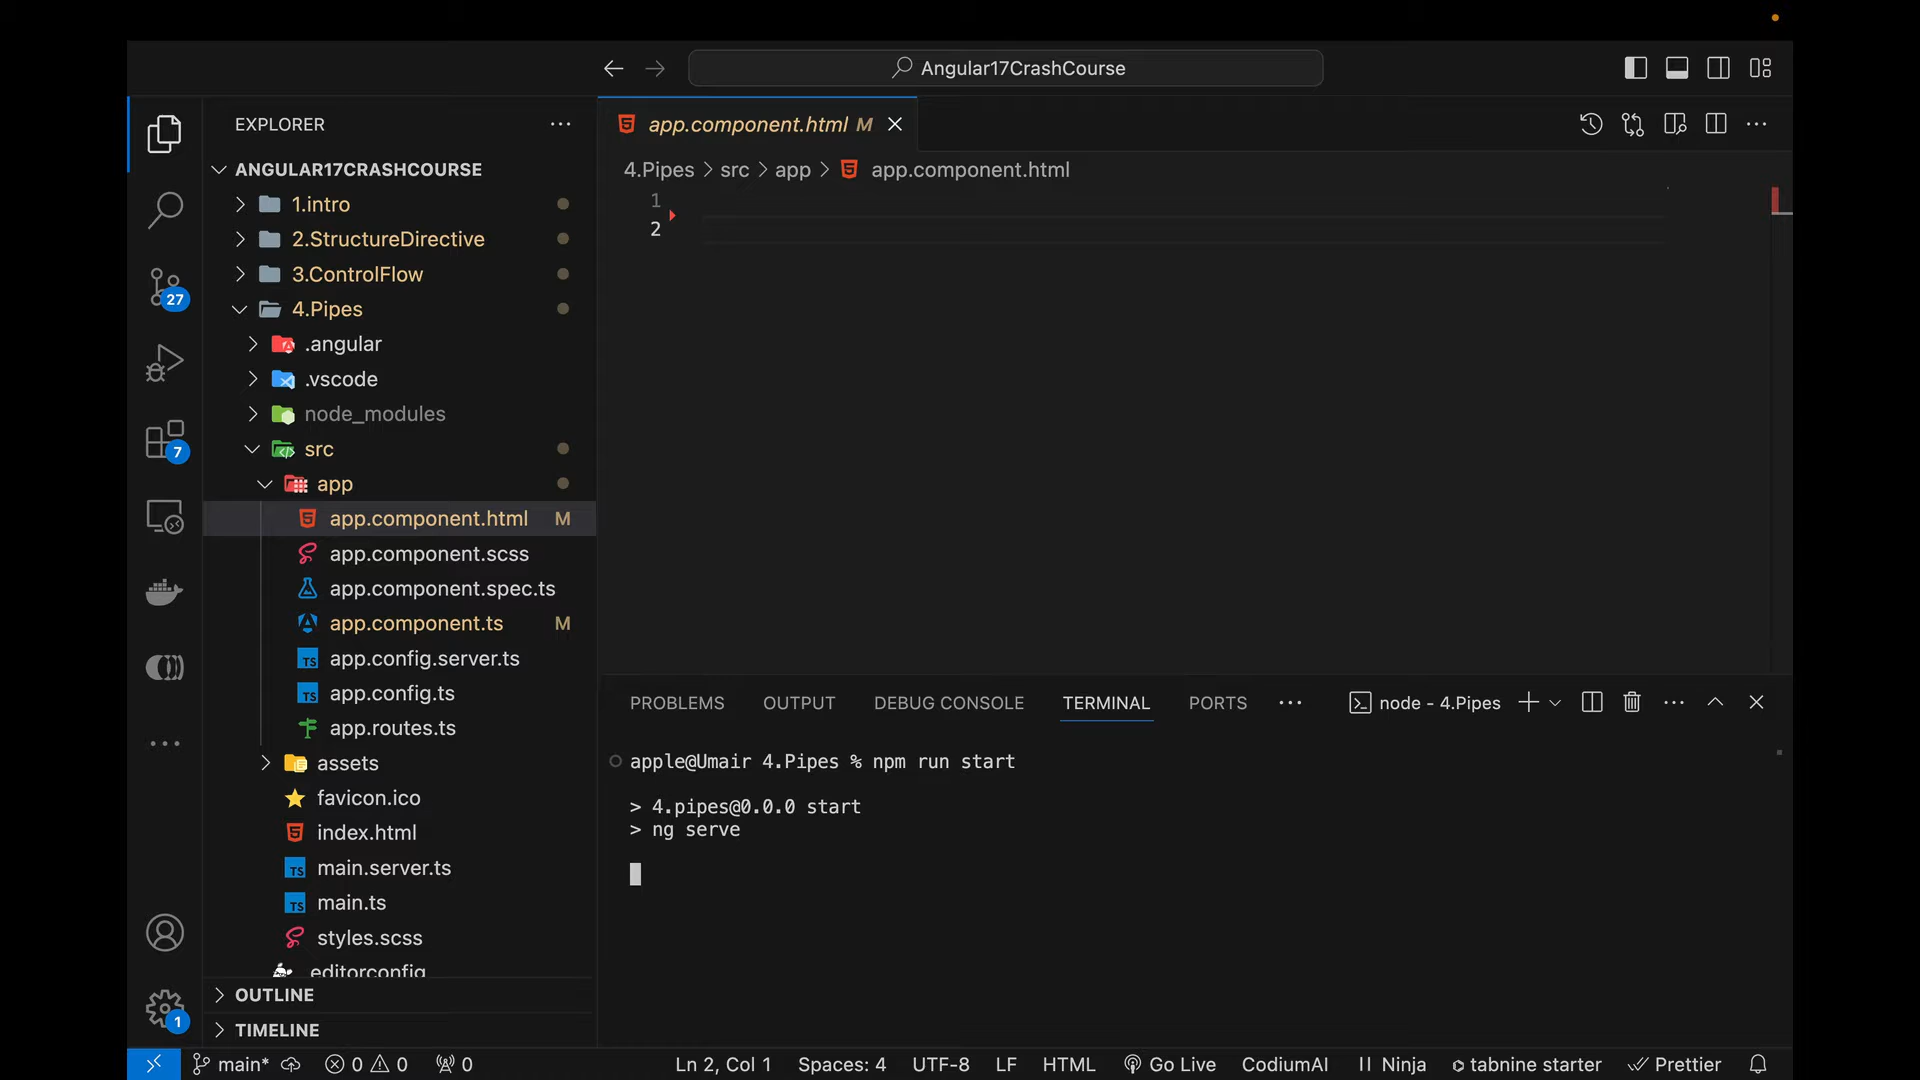 Angular17CrashCourse
EXPLORER
ANGULAR17CRASHCOURSE
1.intro
2.StructureDirective
3.ControlFlow
4.Pipes
.angular
.vscode
node_modules
src
app
app.component.html M
app.component.scss
app.component.spec.ts
app.component.ts M
app.config.server.ts
app.config.ts
app.routes.ts
assets
favicon.ico
index.html
main.server.ts
main.ts
styles.scss
editorconfig
OUTLINE
TIMELINE
27
7
1
app.component.html M
4.Pipes > src > app > app.component.html
1
2
PROBLEMS OUTPUT DEBUG CONSOLE TERMINAL PORTS ... node - 4.Pipes
apple@Umair 4.Pipes % npm run start
> 4.pipes@0.0.0 start
> ng serve
main* 0 0 0 Ln 2, Col 1 Spaces: 4 UTF-8 LF HTML Go Live CodiumAI Ninja tabnine starter Prettier